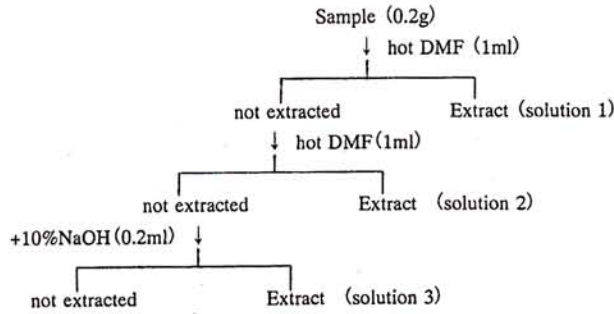 Sample (0.2g)
↓ hot DMF (1ml)
not extracted Extract (solution 1)
↓ hot DMF(1ml)
not extracted Extract (solution 2)
+10%NaOH(0.2ml) ↓
not extracted Extract (solution 3)